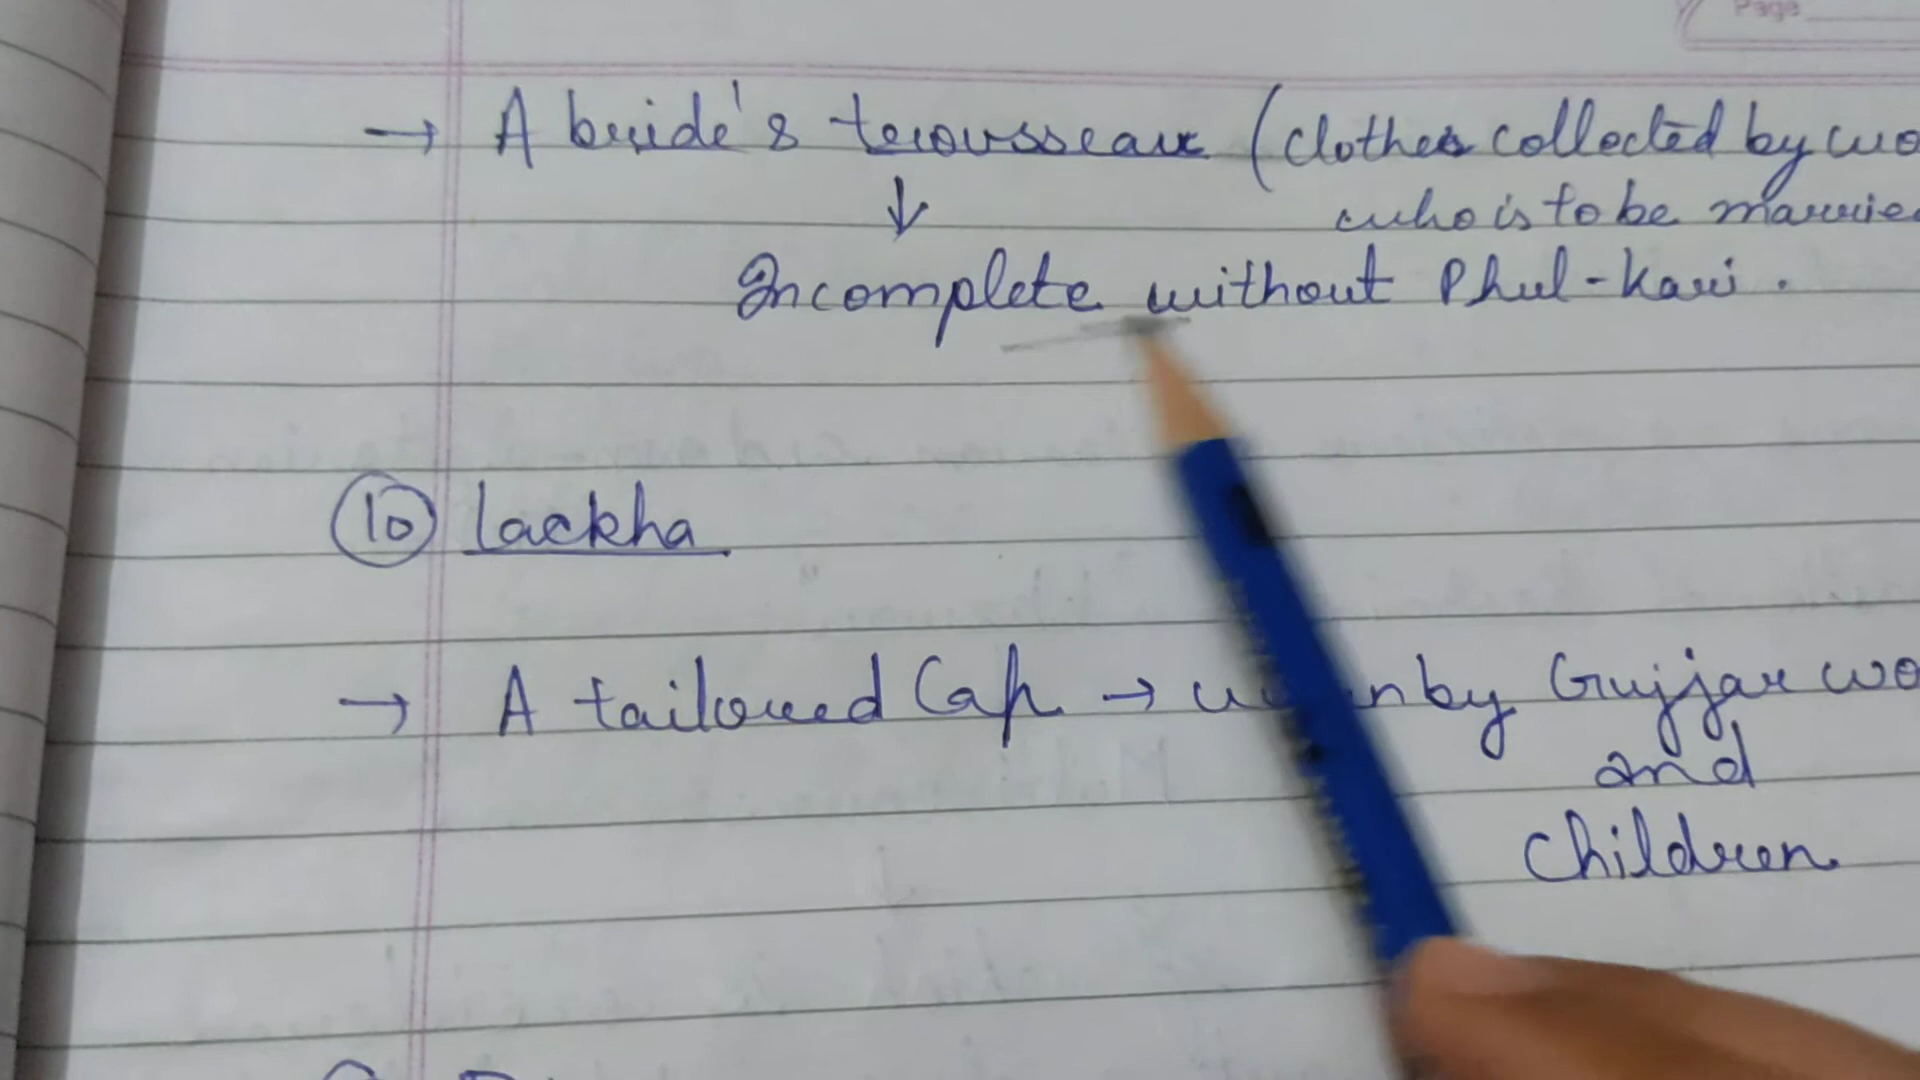 Page
→ A bride's trousseau (clothes collected by wo
who is to be married
↓
Incomplete without Phul-kari.
10 Lackha
→ A tailored Cap → by Gujjar wo
and
Children